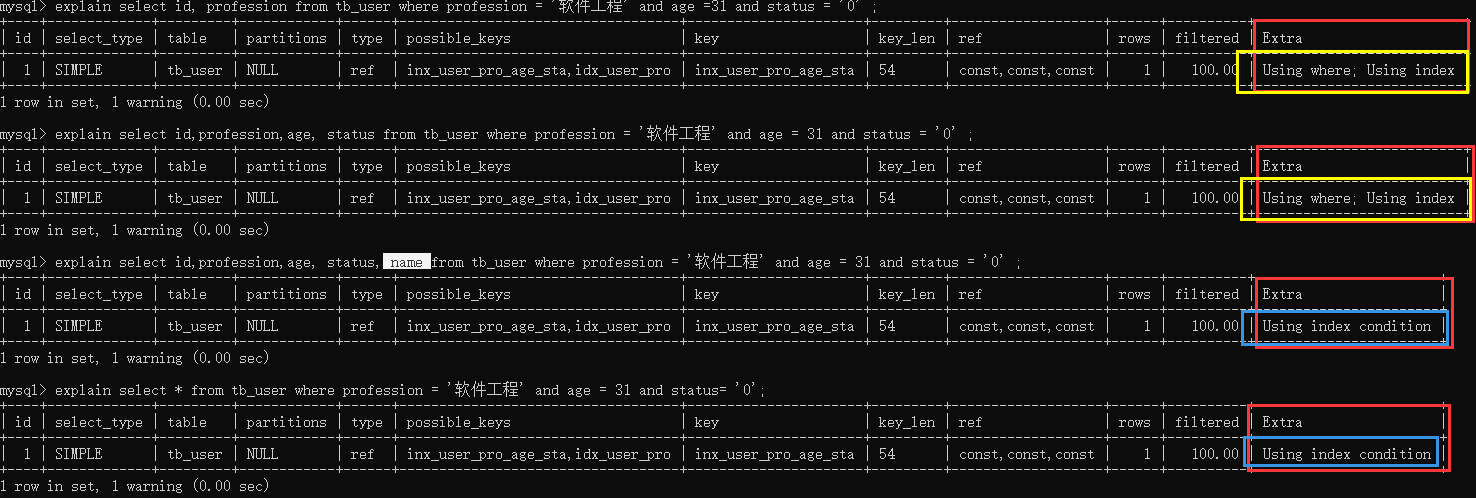 mysql> explain select id, profession from tb_user where profession = '软件工程' and age =31 and status = '0' ;
| id | select_type | table | partitions | type | possible_keys | key | key_len | ref | rows | filtered | Extra
| 1 | SIMPLE | tb_user | NULL | ref | inx_user_pro_age_sta,idx_user_pro | inx_user_pro_age_sta | 54 | const,const,const | 1 | 100.00 | Using where; Using index
1 row in set, 1 warning (0.00 sec)
mysql> explain select id,profession,age, status from tb_user where profession = '软件工程' and age = 31 and status = '0' ;
| id | select_type | table | partitions | type | possible_keys | key | key_len | ref | rows | filtered | Extra
| 1 | SIMPLE | tb_user | NULL | ref | inx_user_pro_age_sta,idx_user_pro | inx_user_pro_age_sta | 54 | const,const,const | 1 | 100.00 | Using where; Using index
1 row in set, 1 warning (0.00 sec)
mysql> explain select id,profession,age, status, name from tb_user where profession = '软件工程' and age = 31 and status = '0' ;
| id | select_type | table | partitions | type | possible_keys | key | key_len | ref | rows | filtered | Extra |
| 1 | SIMPLE | tb_user | NULL | ref | inx_user_pro_age_sta,idx_user_pro | inx_user_pro_age_sta | 54 | const,const,const | 1 | 100.00 | Using index condition |
1 row in set, 1 warning (0.00 sec)
mysql> explain select * from tb_user where profession = '软件工程' and age = 31 and status= '0';
| id | select_type | table | partitions | type | possible_keys | key | key_len | ref | rows | filtered | Extra |
| 1 | SIMPLE | tb_user | NULL | ref | inx_user_pro_age_sta,idx_user_pro | inx_user_pro_age_sta | 54 | const,const,const | 1 | 100.00 | Using index condition |
1 row in set, 1 warning (0.00 sec)